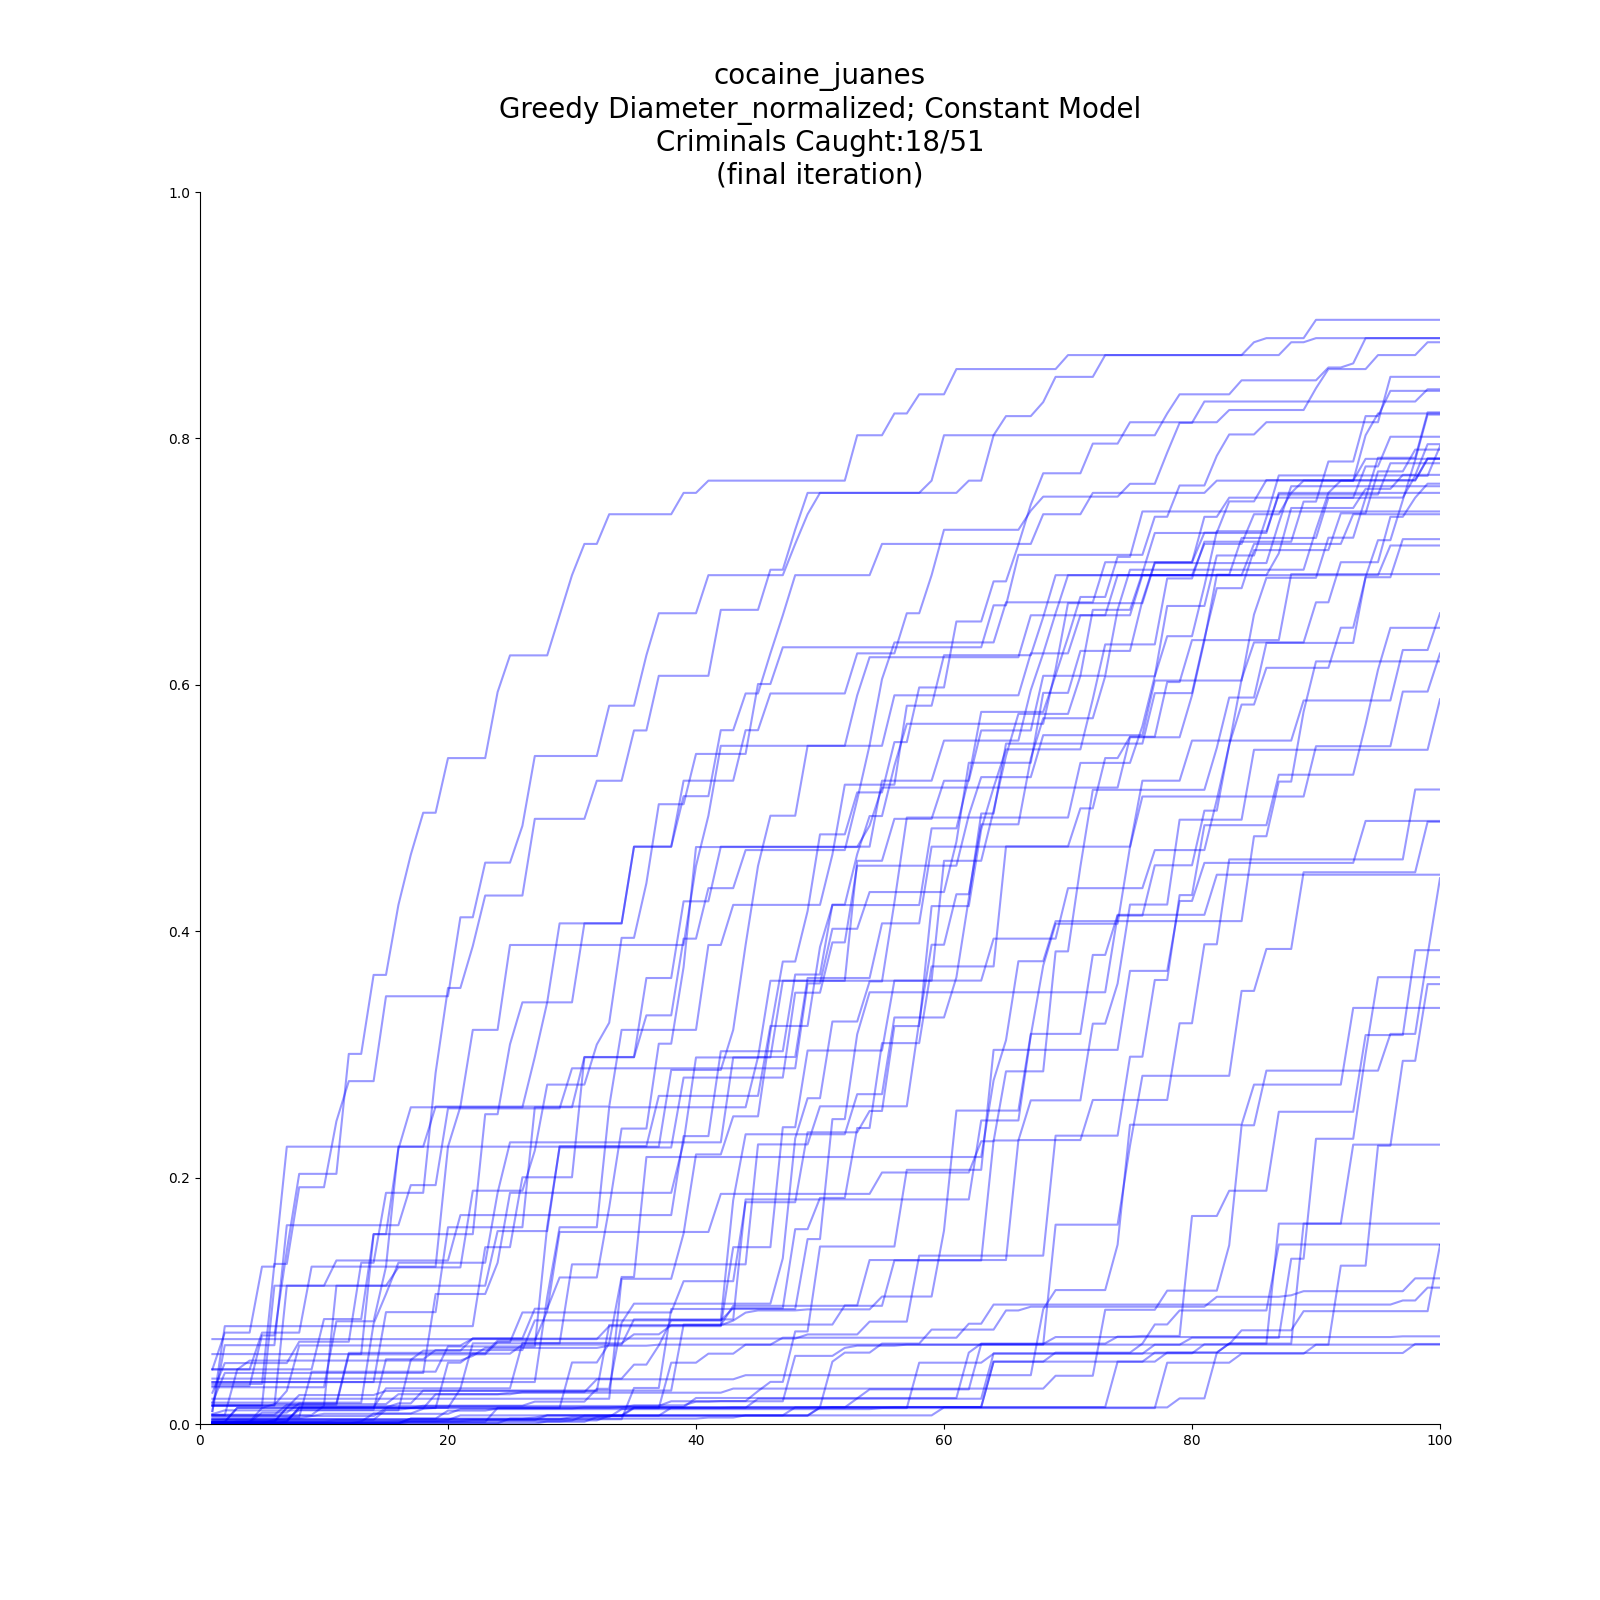 cocaine_juanes
Greedy Diameter_normalized; Constant Model
Criminals Caught:18/51
(final iteration)
1.0
0.8
0.6
0.4
0.2
0.0
0 20 40 60 80 100